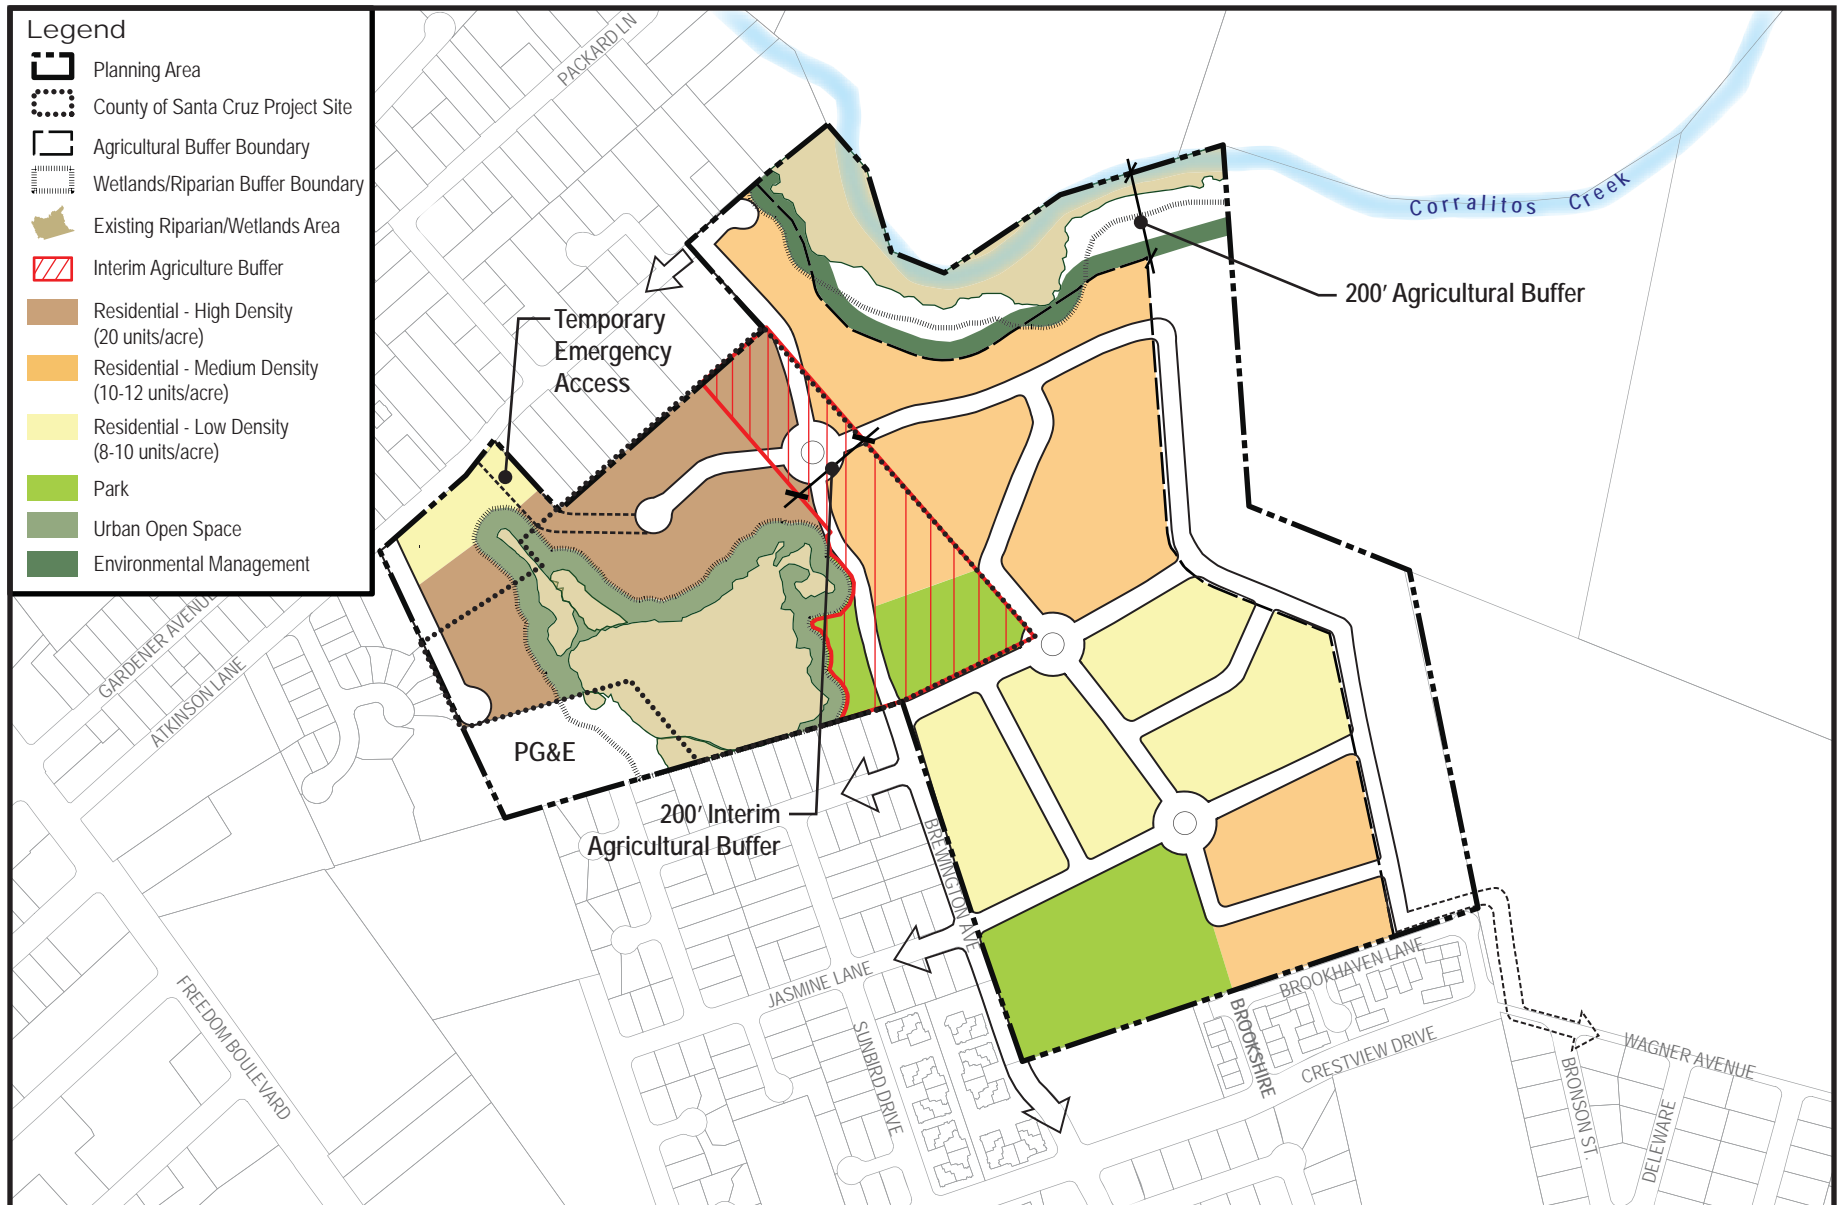 Legend
Planning Area
County of Santa Cruz Project Site
Agricultural Buffer Boundary
Wetlands/Riparian Buffer Boundary
Existing Riparian/Wetlands Area
Interim Agriculture Buffer
Residential - High Density
(20 units/acre)
Residential - Medium Density
(10-12 units/acre)
Residential - Low Density
(8-10 units/acre)
Park
Urban Open Space
Environmental Management
PACKARD LN
Corralitos Creek
200' Agricultural Buffer
Temporary
Emergency
Access
GARDENER AVENUE
ATKINSON LANE
PG&E
200' Interim
Agricultural Buffer
BREWINGTON AVE
JASMINE LANE
FREEDOM BOULEVARD
SUNBIRD DRIVE
BROOKHAVEN LANE
BROOKSHIRE
CRESTVIEW DRIVE
WAGNER AVENUE
BRONSON ST.
DELEWARE